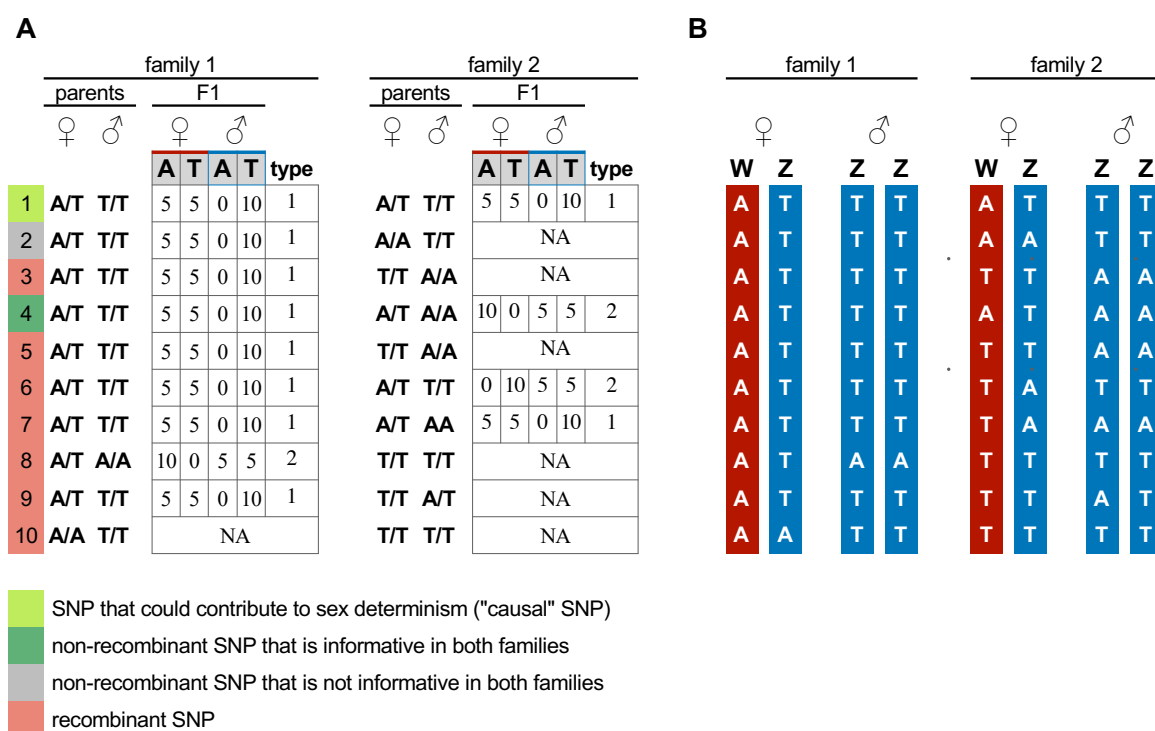 A B
family 1 family 2 family 1 family 2
parents F1 parents F1
♀ ♂ ♀ ♂ ♀ ♂ ♀ ♂ ♀ ♂ ♀ ♂
A T A T type A T A T type W Z Z Z W Z Z Z
1 A/T T/T 5 5 0 10 1 A/T T/T 5 5 0 10 1 A T T T A T T T
2 A/T T/T 5 5 0 10 1 A/A T/T NA A T T T A A T T
3 A/T T/T 5 5 0 10 1 T/T A/A NA A T T T T T A A
4 A/T T/T 5 5 0 10 1 A/T A/A 10 0 5 5 2 A T T T A T A A
5 A/T T/T 5 5 0 10 1 T/T A/A NA A T T T T T A A
6 A/T T/T 5 5 0 10 1 A/T T/T 0 10 5 5 2 A T T T T A T T
7 A/T T/T 5 5 0 10 1 A/T AA 5 5 0 10 1 A T T T T A A A
8 A/T A/A 10 0 5 5 2 T/T T/T NA A T A A T T T T
9 A/T T/T 5 5 0 10 1 T/T A/T NA A T T T T T A T
10 A/A T/T NA T/T T/T NA A A T T T T T T
SNP that could contribute to sex determinism ("causal" SNP)
non-recombinant SNP that is informative in both families
non-recombinant SNP that is not informative in both families
recombinant SNP